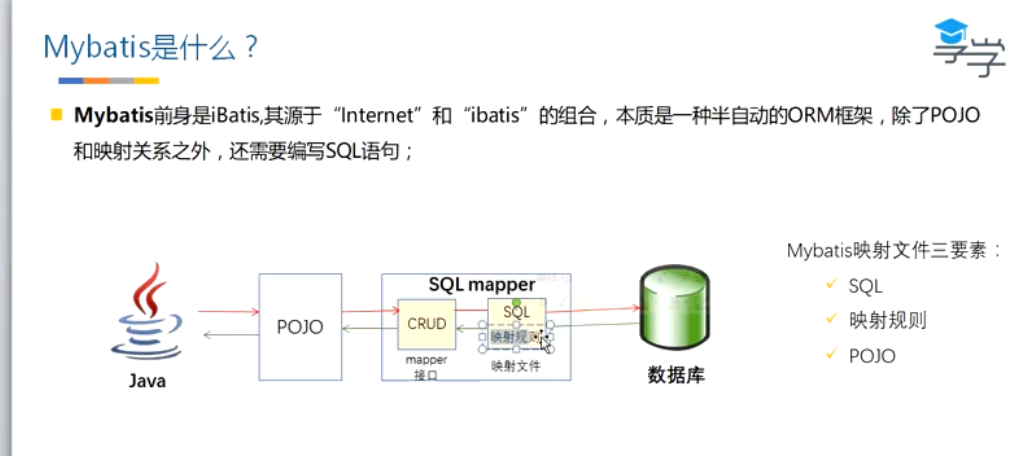 Mybatis是什么？
享学
Mybatis前身是iBatis,其源于“Internet”和“ibatis”的组合，本质是一种半自动的ORM框架，除了POJO
和映射关系之外，还需要编写SQL语句；
Mybatis映射文件三要素：
SQL
映射规则
POJO
Java
POJO
SQL mapper
CRUD
mapper
接口
SQL
映射规则
映射文件
数据库